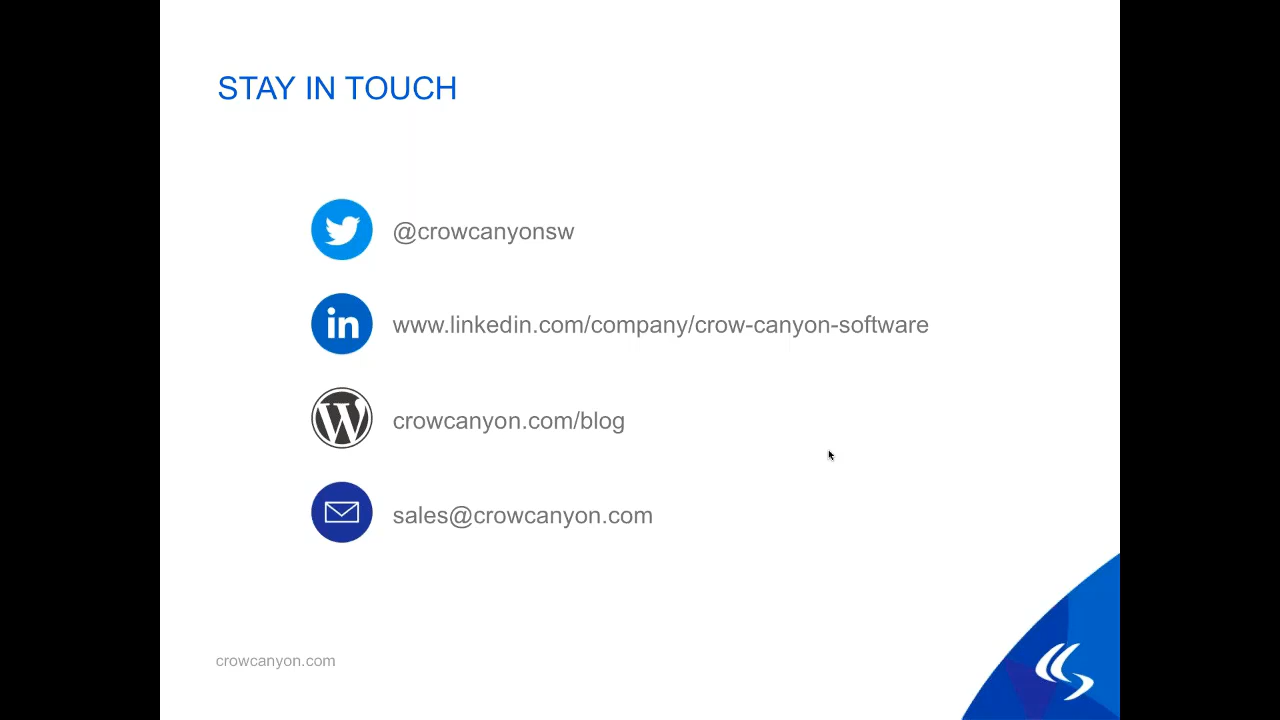 STAY IN TOUCH
@crowcanyonsw
www.linkedin.com/company/crow-canyon-software
crowcanyon.com/blog
sales@crowcanyon.com
crowcanyon.com